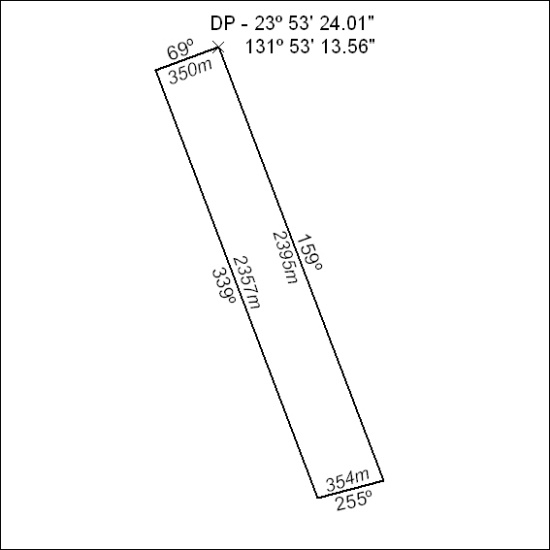 DP - 23º 53' 24.01"
131º 53' 13.56"
69º
350m
159º
2395m
2357m
339º
354m
255º